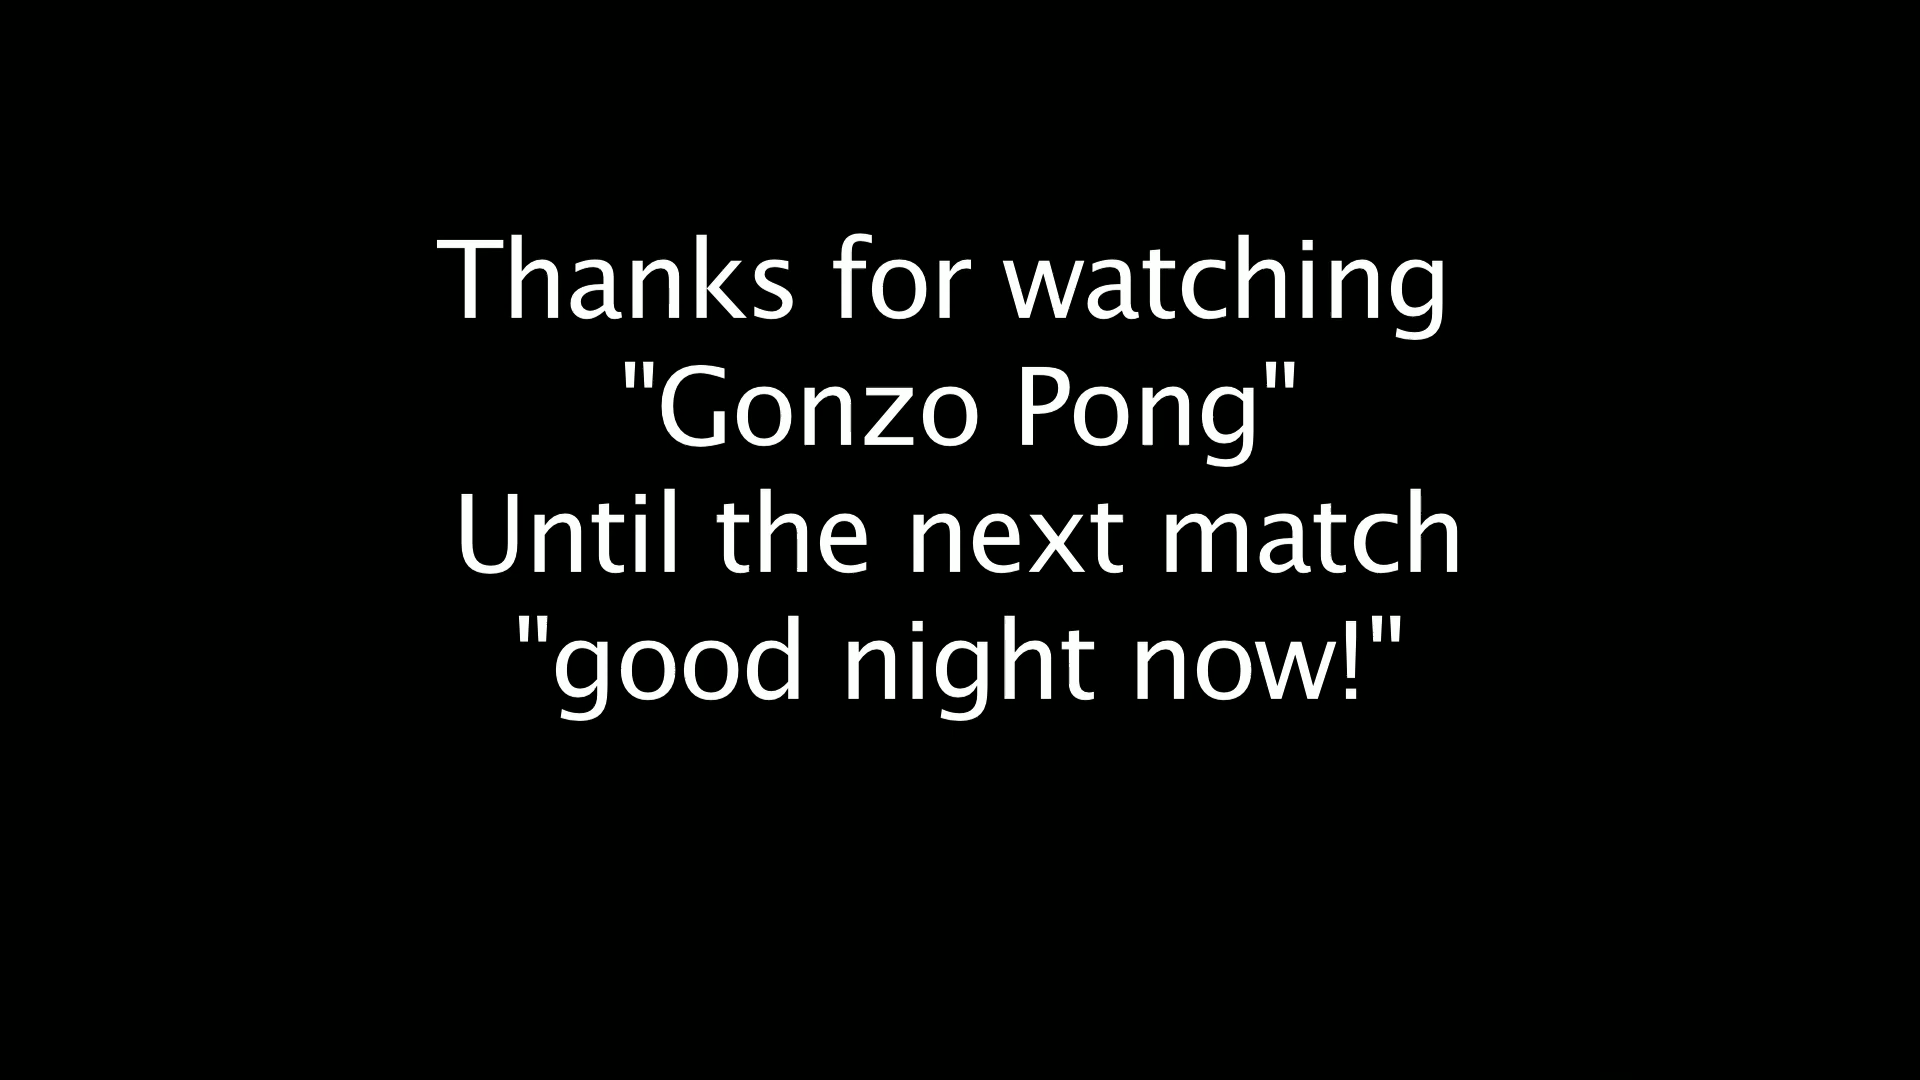 Thanks for watching
"Gonzo Pong"
Until the next match
"good night now!"